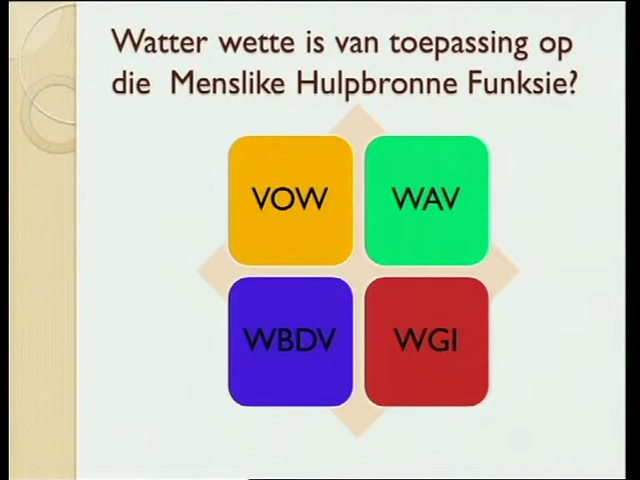 Watter wette is van toepassing op
die Menslike Hulpbronne Funksie?
VOW
WAV
WBDV
WGI